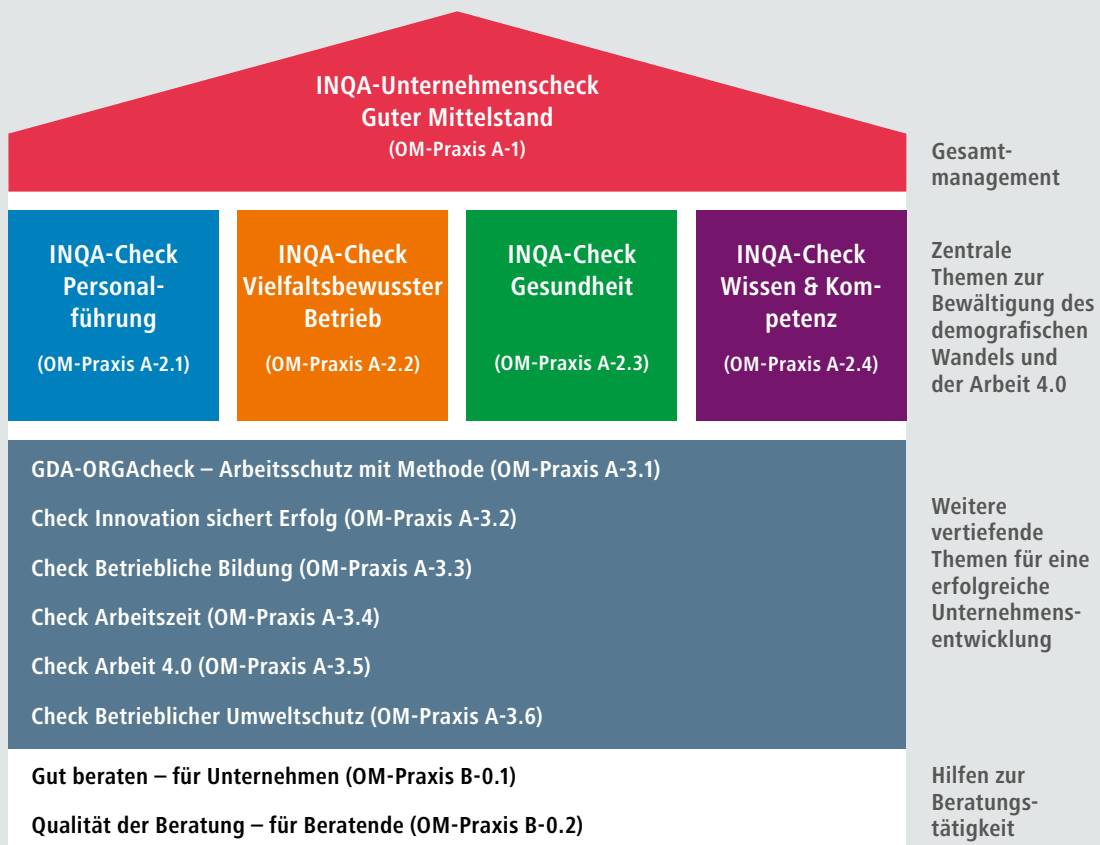 INQA-Unternehmenscheck
Guter Mittelstand
(OM-Praxis A-1)
Gesamt-
management
INQA-Check
Personal-
führung
(OM-Praxis A-2.1)
INQA-Check
Vielfaltsbewusster
Betrieb
(OM-Praxis A-2.2)
INQA-Check
Gesundheit
(OM-Praxis A-2.3)
INQA-Check
Wissen & Kom-
petenz
(OM-Praxis A-2.4)
Zentrale
Themen zur
Bewältigung des
demografischen
Wandels und
der Arbeit 4.0
GDA-ORGAcheck – Arbeitsschutz mit Methode (OM-Praxis A-3.1)
Check Innovation sichert Erfolg (OM-Praxis A-3.2)
Check Betriebliche Bildung (OM-Praxis A-3.3)
Check Arbeitszeit (OM-Praxis A-3.4)
Check Arbeit 4.0 (OM-Praxis A-3.5)
Check Betrieblicher Umweltschutz (OM-Praxis A-3.6)
Weitere
vertiefende
Themen für eine
erfolgreiche
Unternehmens-
entwicklung
Gut beraten – für Unternehmen (OM-Praxis B-0.1)
Qualität der Beratung – für Beratende (OM-Praxis B-0.2)
Hilfen zur
Beratungs-
tätigkeit